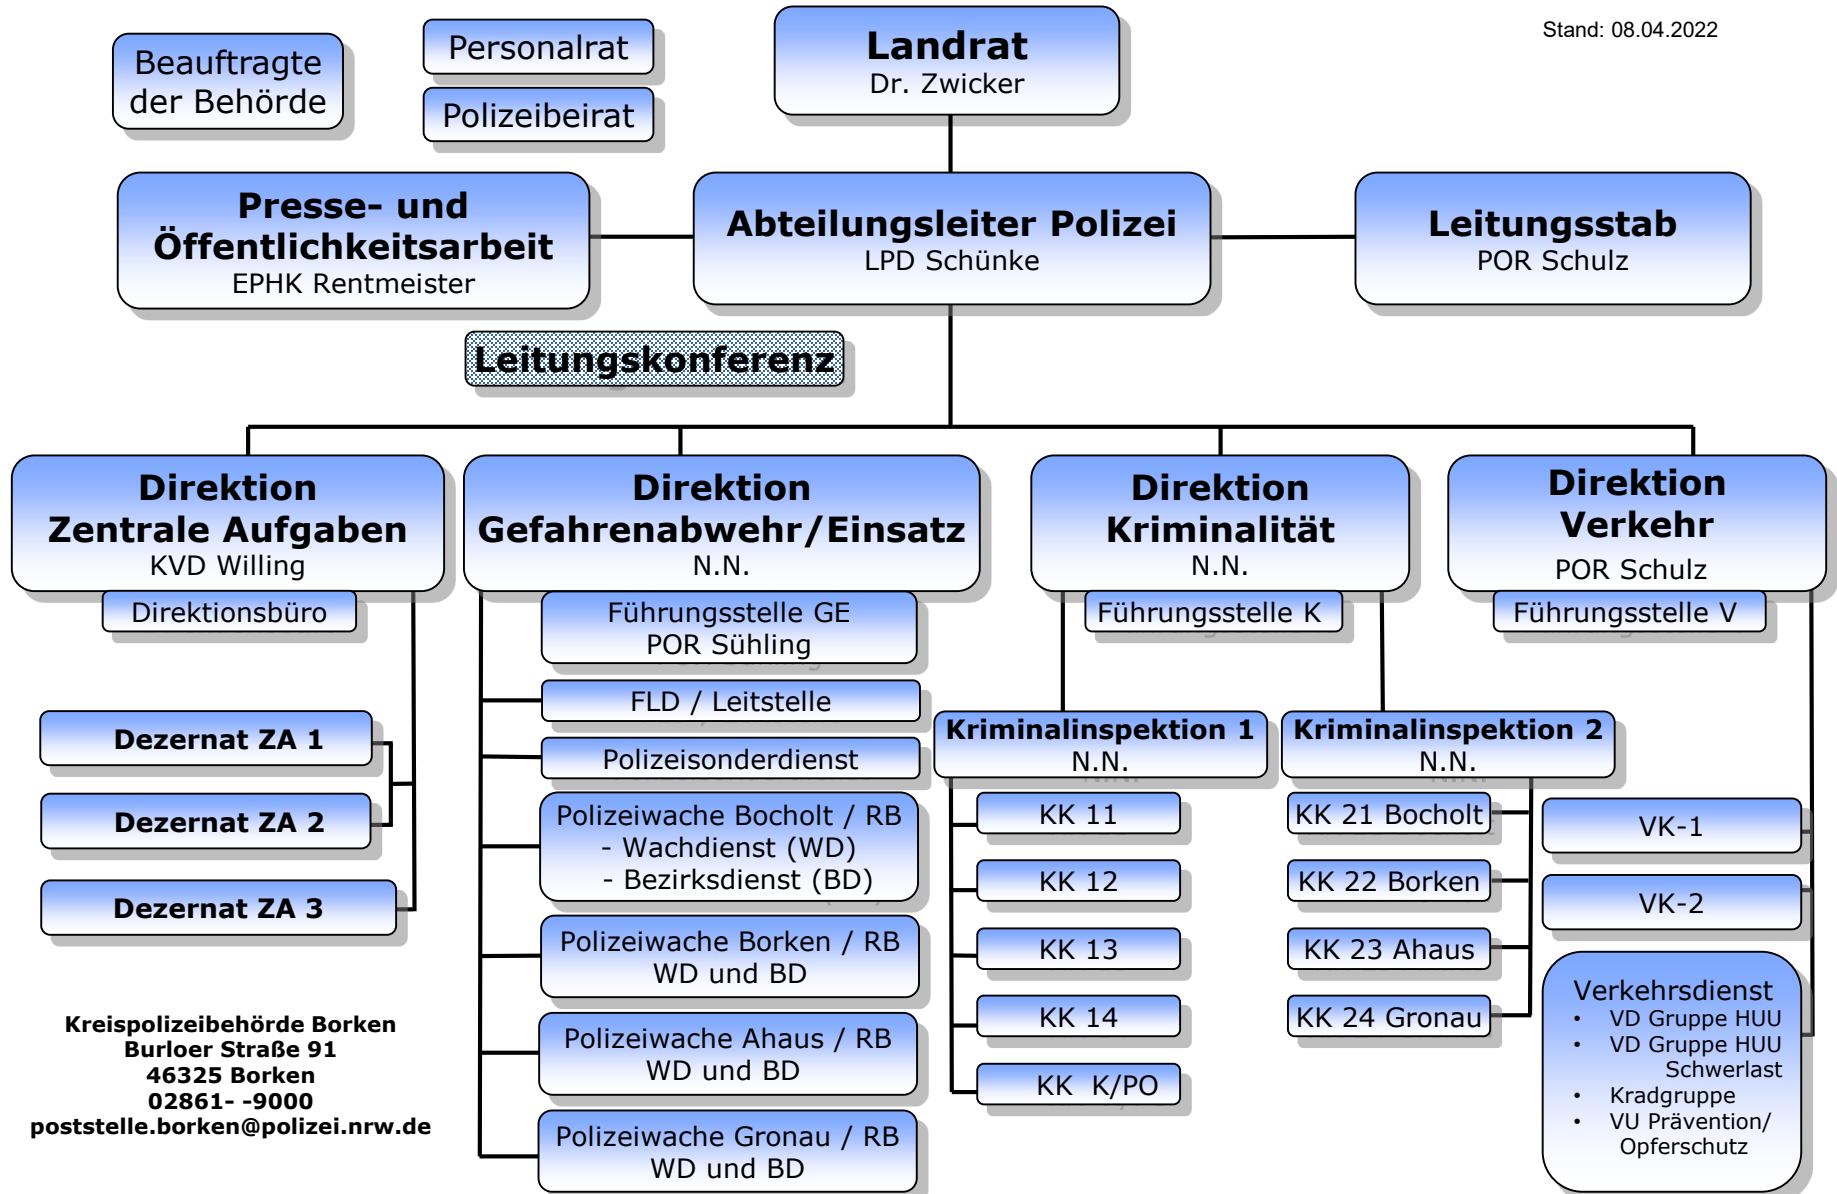 Stand: 08.04.2022
Beauftragte
der Behörde
Personalrat
Polizeibeirat
Landrat
Dr. Zwicker
Presse- und
Öffentlichkeitsarbeit
EPHK Rentmeister
Abteilungsleiter Polizei
LPD Schünke
Leitungsstab
POR Schulz
Leitungskonferenz
Direktion
Zentrale Aufgaben
KVD Willing
Direktionsbüro
Dezernat ZA 1
Dezernat ZA 2
Dezernat ZA 3
Direktion
Gefahrenabwehr/Einsatz
N.N.
Führungsstelle GE
POR Sühling
FLD / Leitstelle
Polizeisonderdienst
Polizeiwache Bocholt / RB
- Wachdienst (WD)
- Bezirksdienst (BD)
Polizeiwache Borken / RB
WD und BD
Polizeiwache Ahaus / RB
WD und BD
Polizeiwache Gronau / RB
WD und BD
Direktion
Kriminalität
N.N.
Führungsstelle K
Kriminalinspektion 1
N.N.
KK 11
KK 12
KK 13
KK 14
KK K/PO
Kriminalinspektion 2
N.N.
KK 21 Bocholt
KK 22 Borken
KK 23 Ahaus
KK 24 Gronau
Direktion
Verkehr
POR Schulz
Führungsstelle V
VK-1
VK-2
Verkehrsdienst
• VD Gruppe HUU
• VD Gruppe HUU
Schwerlast
• Kradgruppe
• VU Prävention/
Opferschutz
Kreispolizeibehörde Borken
Burloer Straße 91
46325 Borken
02861- -9000
poststelle.borken@polizei.nrw.de